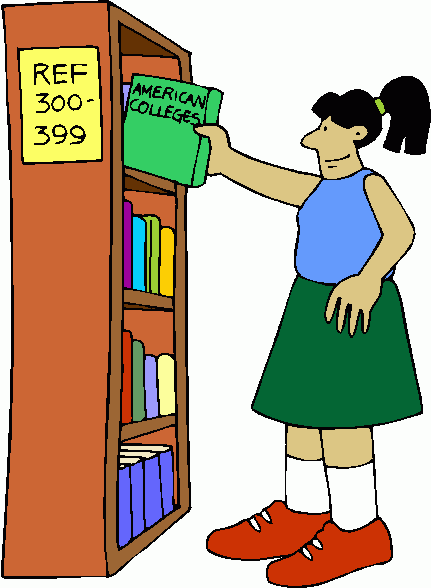 REF
300-
399
AMERICAN
COLLEGES